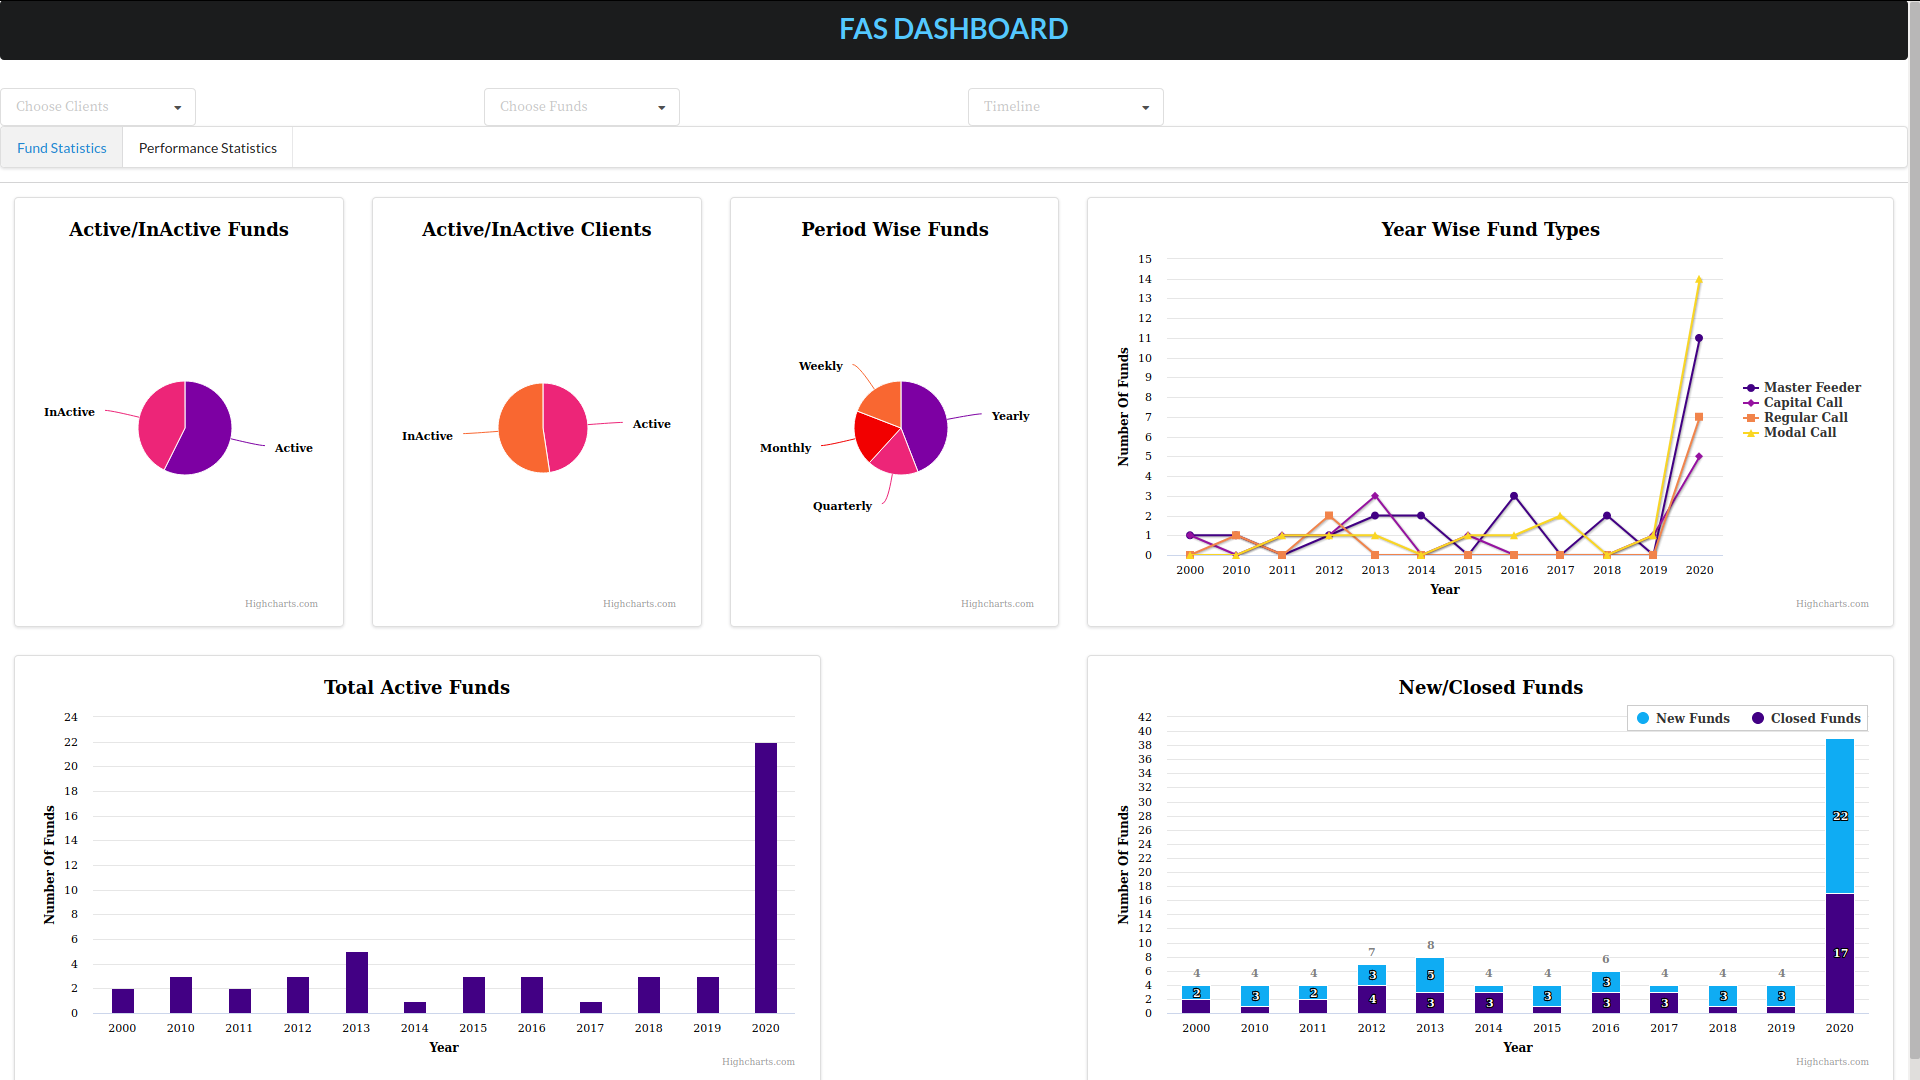 FAS DASHBOARD
Choose Clients
Choose Funds
Timeline
Fund Statistics
Performance Statistics
Active/InActive Funds
InActive
Active
Highcharts.com
Active/InActive Clients
Active
InActive
Highcharts.com
Period Wise Funds
Weekly
Yearly
Monthly
Quarterly
Highcharts.com
Year Wise Fund Types
Number Of Funds
15
14
13
12
11
10
9
8
7
6
5
4
3
2
1
0
2000 2010 2011 2012 2013 2014 2015 2016 2017 2018 2019 2020
Year
Master Feeder
Capital Call
Regular Call
Modal Call
Highcharts.com
Total Active Funds
Number Of Funds
24
22
20
18
16
14
12
10
8
6
4
2
0
2000 2010 2011 2012 2013 2014 2015 2016 2017 2018 2019 2020
Year
Highcharts.com
New/Closed Funds
New Funds Closed Funds
Number Of Funds
42
40
38
36
34
32
30
28
26
24
22
20
18
16
14
12
10
8
6
4
2
0
4 4 4 7 8 4 4 6 4 4 4
2 3 2 3 5 3 3 3 3 22
4 3 3 3 3 17
2000 2010 2011 2012 2013 2014 2015 2016 2017 2018 2019 2020
Year
Highcharts.com